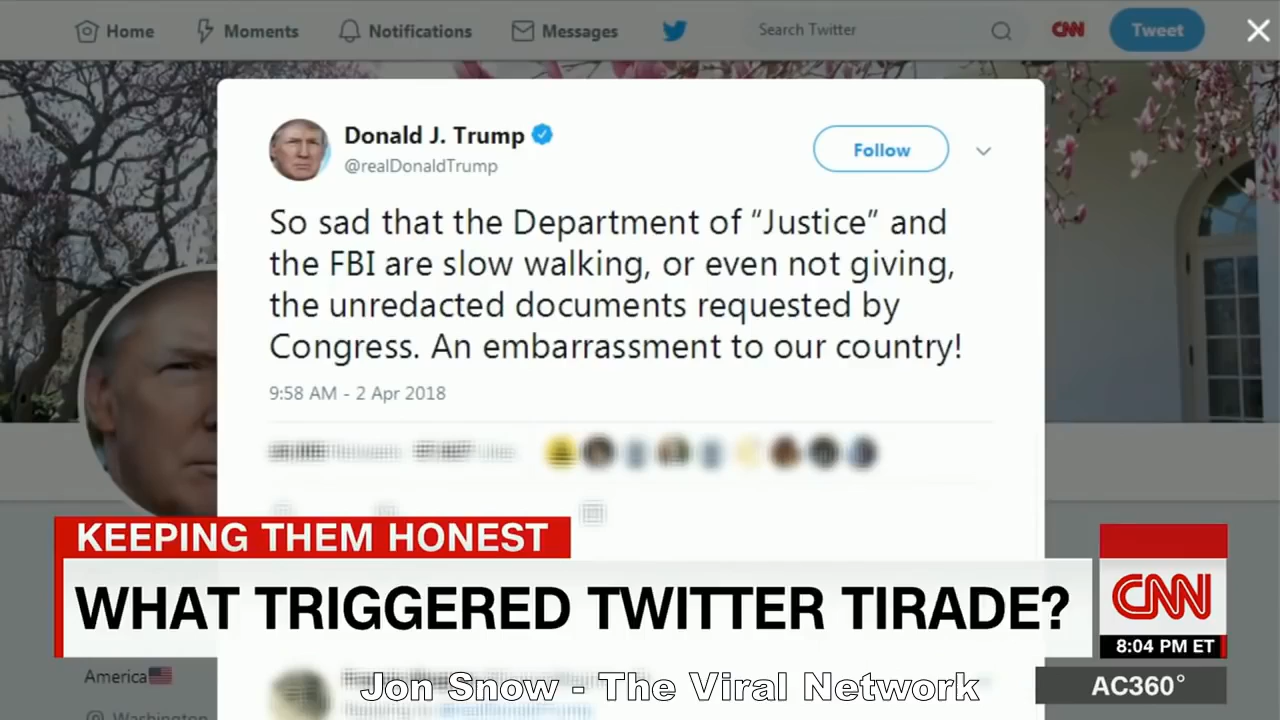 Home Moments Notifications Messages Search Twitter CNN Tweet
Donald J. Trump
@realDonaldTrump
Follow
So sad that the Department of “Justice” and
the FBI are slow walking, or even not giving,
the unredacted documents requested by
Congress. An embarrassment to our country!
9:58 AM - 2 Apr 2018
KEEPING THEM HONEST
WHAT TRIGGERED TWITTER TIRADE?
CNN
8:04 PM ET
America
Jon Snow - The Viral Network
AC360°
Washington